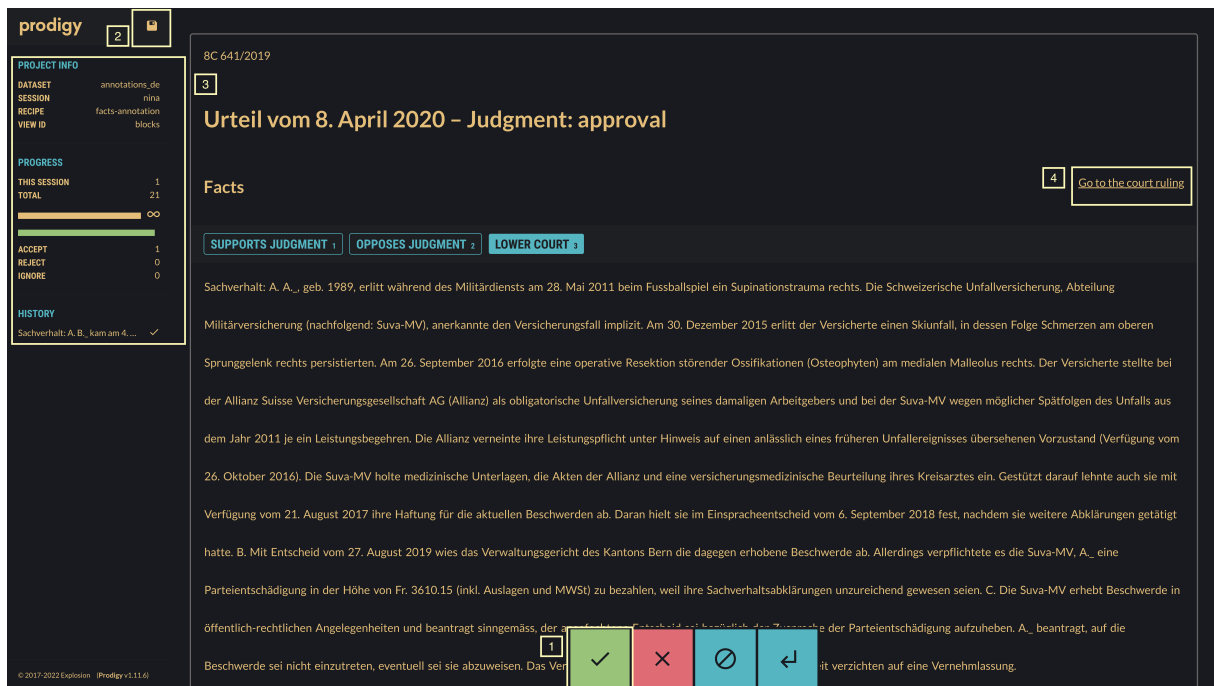 prodigy
2
PROJECT INFO
DATASET annotations_de
SESSION nina
RECIPE facts-annotation
VIEW ID blocks
PROGRESS
THIS SESSION 1
TOTAL 21
∞
ACCEPT 1
REJECT 0
IGNORE 0
HISTORY
Sachverhalt: A. B._ kam am 4. ...
© 2017-2022 Explosion (Prodigy v1.11.6)
8C 641/2019
3
Urteil vom 8. April 2020 – Judgment: approval
Facts
4
Go to the court ruling
SUPPORTS JUDGMENT 1 OPPOSES JUDGMENT 2 LOWER COURT 3
Sachverhalt: A. A._, geb. 1989, erlitt während des Militärdiensts am 28. Mai 2011 beim Fussballspiel ein Supinationstrauma rechts. Die Schweizerische Unfallversicherung, Abteilung
Militärversicherung (nachfolgend: Suva-MV), anerkannte den Versicherungsfall implizit. Am 30. Dezember 2015 erlitt der Versicherte einen Skiunfall, in dessen Folge Schmerzen am oberen
Sprunggelenk rechts persistierten. Am 26. September 2016 erfolgte eine operative Resektion störender Ossifikationen (Osteophyten) am medialen Malleolus rechts. Der Versicherte stellte bei
der Allianz Suisse Versicherungsgesellschaft AG (Allianz) als obligatorische Unfallversicherung seines damaligen Arbeitgebers und bei der Suva-MV wegen möglicher Spätfolgen des Unfalls aus
dem Jahr 2011 je ein Leistungsbegehren. Die Allianz verneinte ihre Leistungspflicht unter Hinweis auf einen anlässlich eines früheren Unfallereignisses übersehenen Vorzustand (Verfügung vom
26. Oktober 2016). Die Suva-MV holte medizinische Unterlagen, die Akten der Allianz und eine versicherungsmedizinische Beurteilung ihres Kreisarztes ein. Gestützt darauf lehnte auch sie mit
Verfügung vom 21. August 2017 ihre Haftung für die aktuellen Beschwerden ab. Daran hielt sie im Einspracheentscheid vom 6. September 2018 fest, nachdem sie weitere Abklärungen getätigt
hatte. B. Mit Entscheid vom 27. August 2019 wies das Verwaltungsgericht des Kantons Bern die dagegen erhobene Beschwerde ab. Allerdings verpflichtete es die Suva-MV, A._ eine
Parteientschädigung in der Höhe von Fr. 3610.15 (inkl. Auslagen und MWSt) zu bezahlen, weil ihre Sachverhaltsabklärungen unzureichend gewesen seien. C. Die Suva-MV erhebt Beschwerde in
öffentlich-rechtlichen Angelegenheiten und beantragt sinngemäss, der der Parteientschädigung aufzuheben. A._ beantragt, auf die
1
Beschwerde sei nicht einzutreten, eventuell sei sie abzuweisen. Das verzichten auf eine Vernehmlassung.